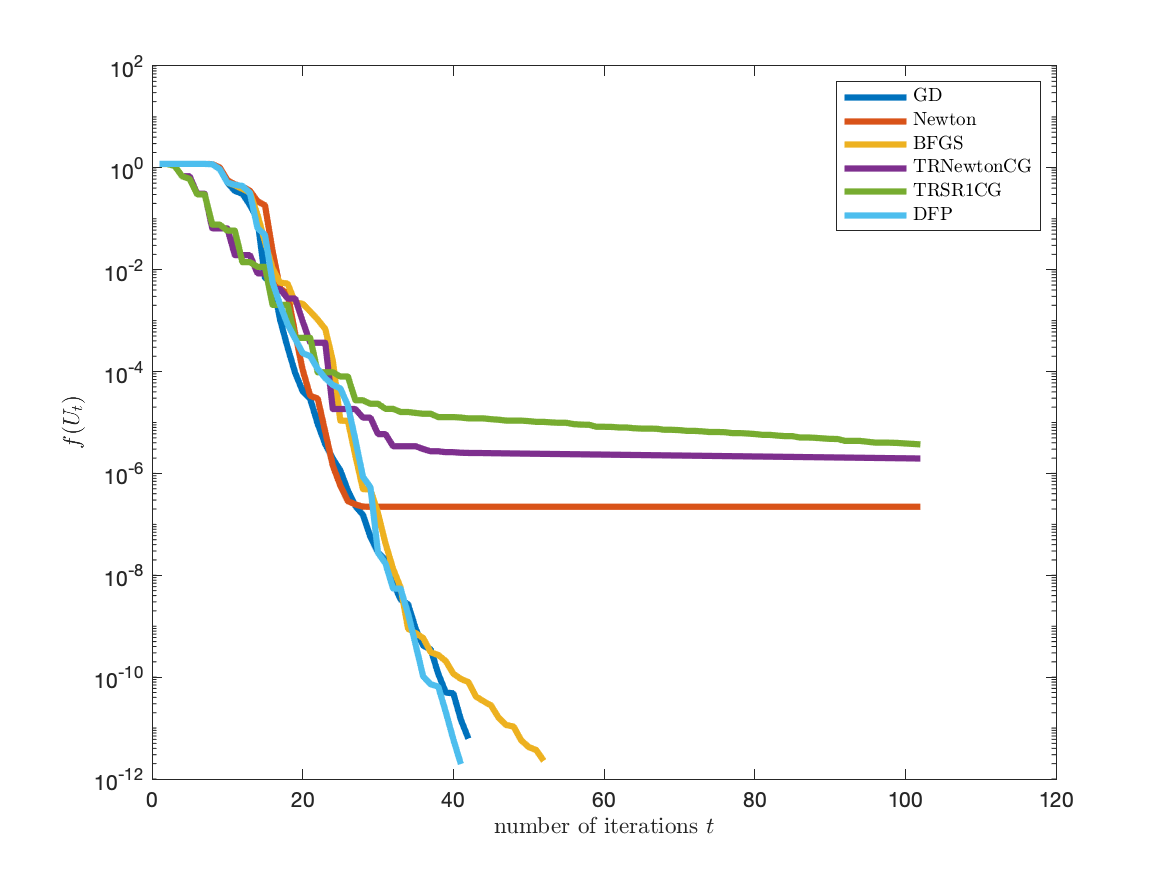 10^2
10^0
10^-2
10^-4
10^-6
10^-8
10^-10
10^-12
f(U_t)
GD
Newton
BFGS
TRNewtonCG
TRSR1CG
DFP
0 20 40 60 80 100 120
number of iterations t